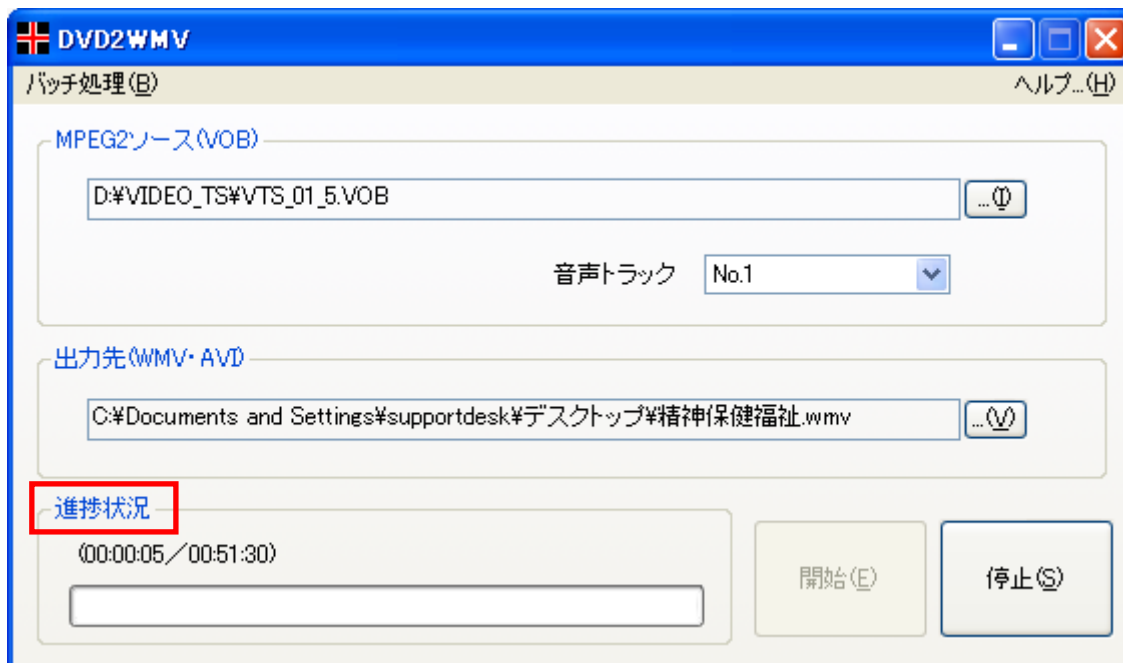 DVD2WMV
バッチ処理(B) ヘルプ...(H)
MPEG2ソース(VOB)
D:¥VIDEO_TS¥VTS_01_5.VOB ...(I)
音声トラック No.1
出力先(WMV・AVI)
C:¥Documents and Settings¥supportdesk¥デスクトップ¥精神保健福祉.wmv ...(V)
進捗状況
(00:00:05／00:51:30)
開始(E) 停止(S)